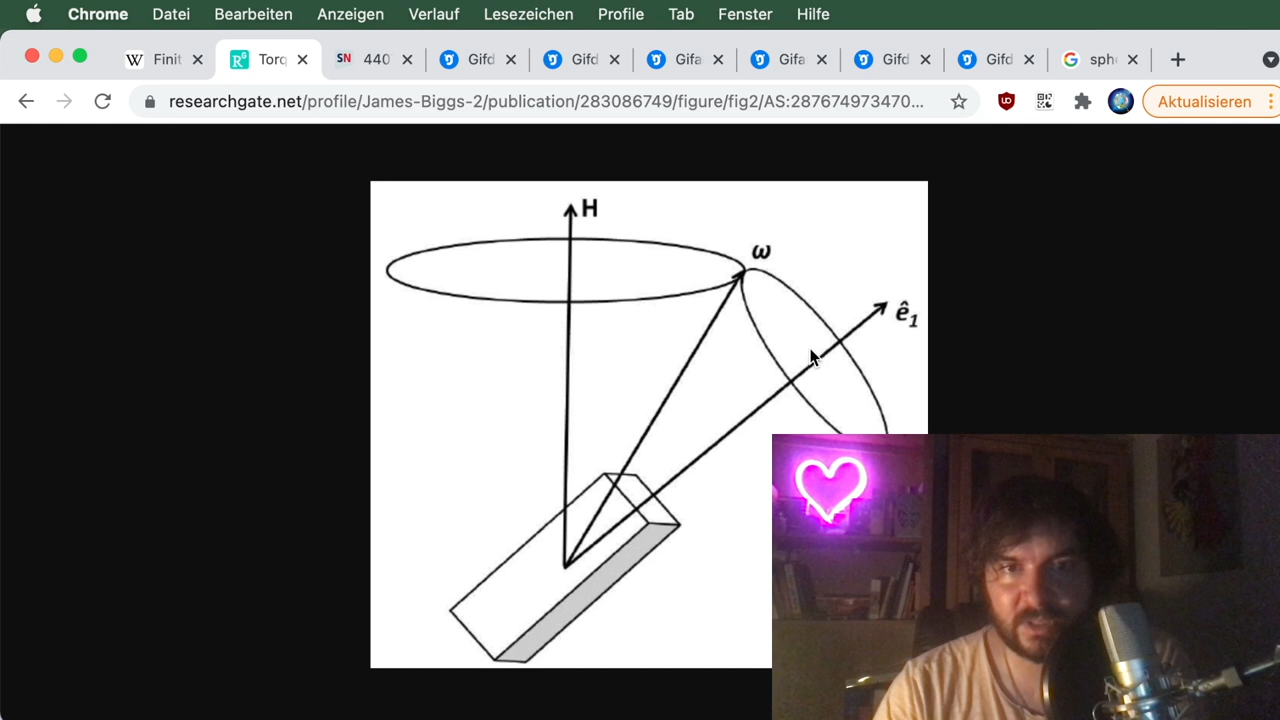 Chrome Datei Bearbeiten Anzeigen Verlauf Lesezeichen Profile Tab Fenster Hilfe
W Finit Torq SN 440 Gifd Gifd Gifa Gifa Gifd Gifd sph
researchgate.net/profile/James-Biggs-2/publication/283086749/figure/fig2/AS:287674973470... Aktualisieren
H
ω
ê1